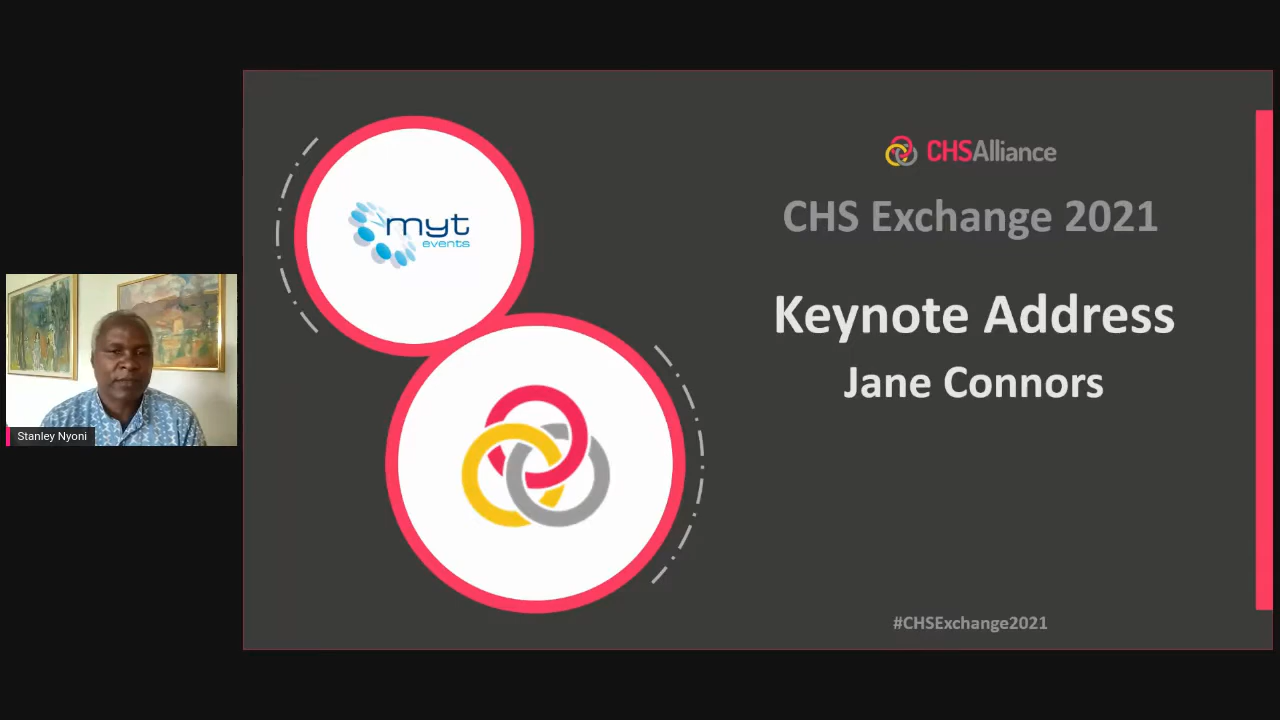 myt
events
CHSAlliance
CHS Exchange 2021
Keynote Address
Jane Connors
Stanley Nyoni
#CHSExchange2021